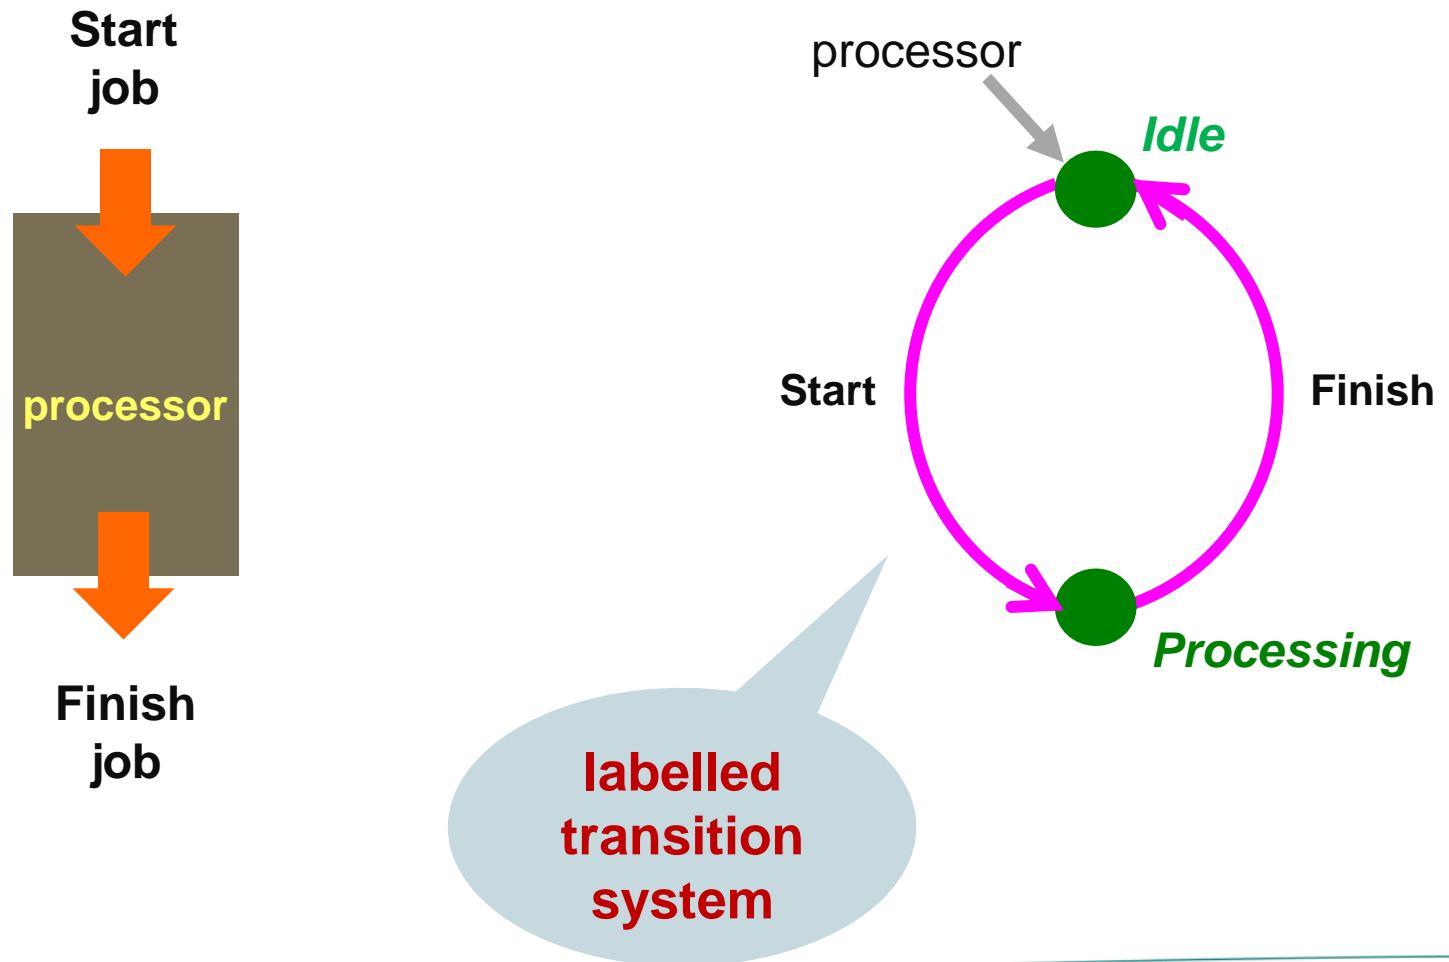 Start
job
processor
Finish
job
processor
Idle
Start
Finish
Processing
labelled
transition
system